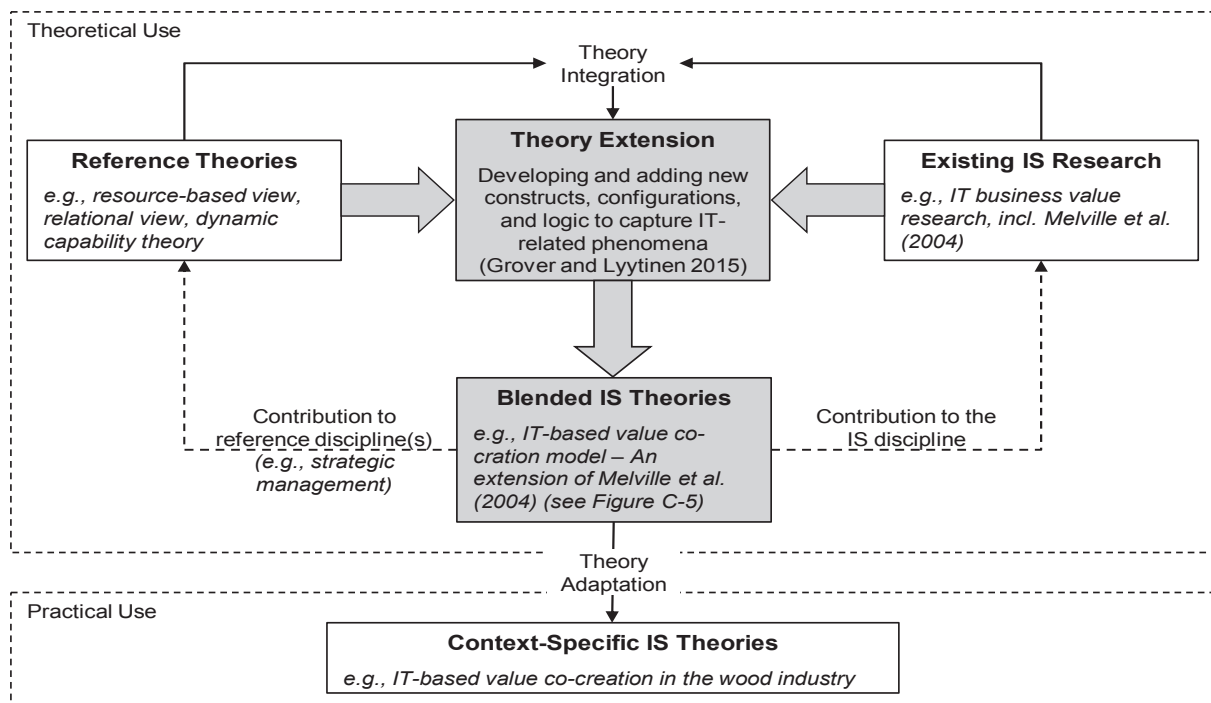 Theoretical Use
Theory
Integration
Reference Theories
e.g., resource-based view,
relational view, dynamic
capability theory
Theory Extension
Developing and adding new
constructs, configurations,
and logic to capture IT-
related phenomena
(Grover and Lyytinen 2015)
Existing IS Research
e.g., IT business value
research, incl. Melville et al.
(2004)
Contribution to
reference discipline(s)
(e.g., strategic
management)
Blended IS Theories
e.g., IT-based value co-
cration model – An
extension of Melville et al.
(2004) (see Figure C-5)
Contribution to the
IS discipline
Theory
Adaptation
Practical Use
Context-Specific IS Theories
e.g., IT-based value co-creation in the wood industry